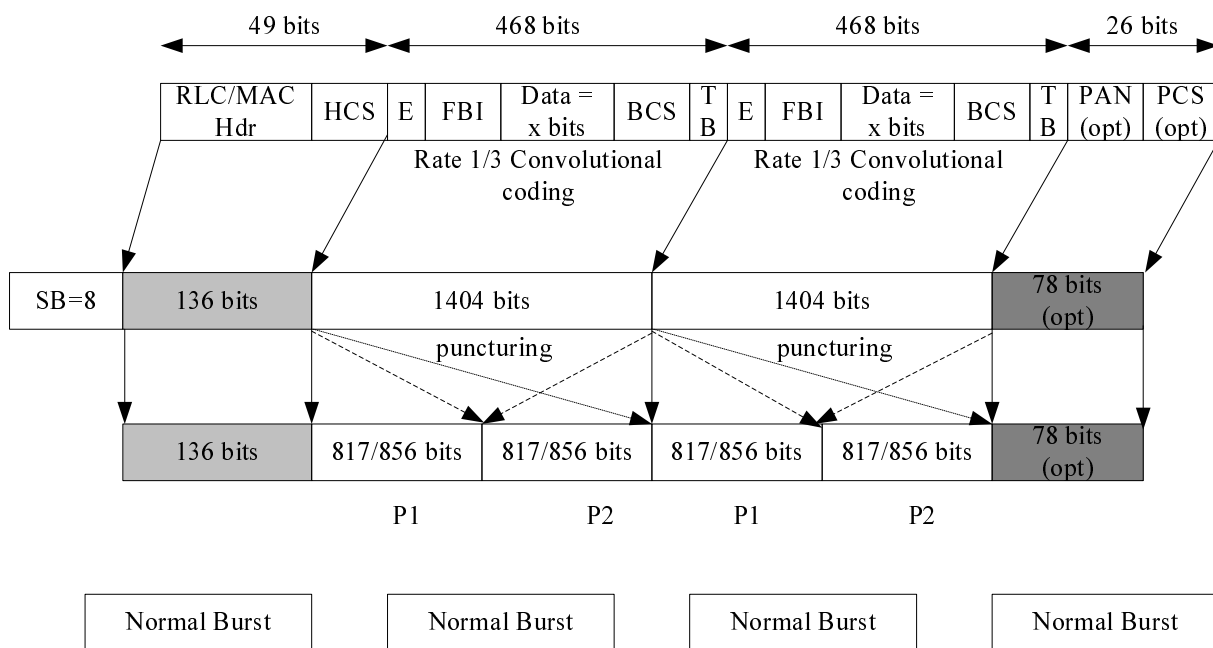 49 bits
468 bits
468 bits
26 bits
RLC/MAC
Hdr
HCS
E
FBI
Data =
x bits
BCS
T
B
E
FBI
Data =
x bits
BCS
T
B
PAN
(opt)
PCS
(opt)
Rate 1/3 Convolutional
coding
Rate 1/3 Convolutional
coding
SB=8
136 bits
1404 bits
1404 bits
78 bits
(opt)
puncturing
puncturing
136 bits
817/856 bits
817/856 bits
817/856 bits
817/856 bits
78 bits
(opt)
P1
P2
P1
P2
Normal Burst
Normal Burst
Normal Burst
Normal Burst